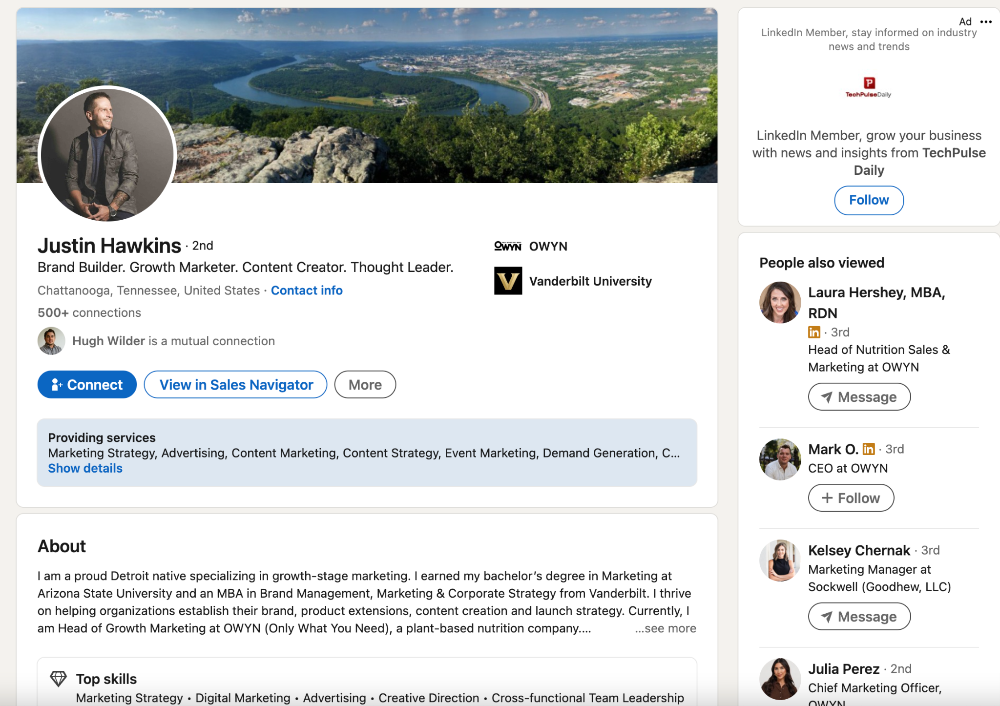 Justin Hawkins · 2nd
Brand Builder. Growth Marketer. Content Creator. Thought Leader.
Chattanooga, Tennessee, United States · Contact info
500+ connections
Hugh Wilder is a mutual connection
Connect
View in Sales Navigator
More
OWYN
OWYN
V
Vanderbilt University
Providing services
Marketing Strategy, Advertising, Content Marketing, Content Strategy, Event Marketing, Demand Generation, C...
Show details
About
I am a proud Detroit native specializing in growth-stage marketing. I earned my bachelor’s degree in Marketing at
Arizona State University and an MBA in Brand Management, Marketing & Corporate Strategy from Vanderbilt. I thrive
on helping organizations establish their brand, product extensions, content creation and launch strategy. Currently, I
am Head of Growth Marketing at OWYN (Only What You Need), a plant-based nutrition company....
...see more
Top skills
Marketing Strategy • Digital Marketing • Advertising • Creative Direction • Cross-functional Team Leadership
Ad
LinkedIn Member, stay informed on industry
news and trends
P
TechPulseDaily
LinkedIn Member, grow your business
with news and insights from TechPulse
Daily
Follow
People also viewed
Laura Hershey, MBA,
RDN
in · 3rd
Head of Nutrition Sales &
Marketing at OWYN
Message
Mark O. in · 3rd
CEO at OWYN
+ Follow
Kelsey Chernak · 3rd
Marketing Manager at
Sockwell (Goodhew, LLC)
Message
Julia Perez · 2nd
Chief Marketing Officer,
OWYN